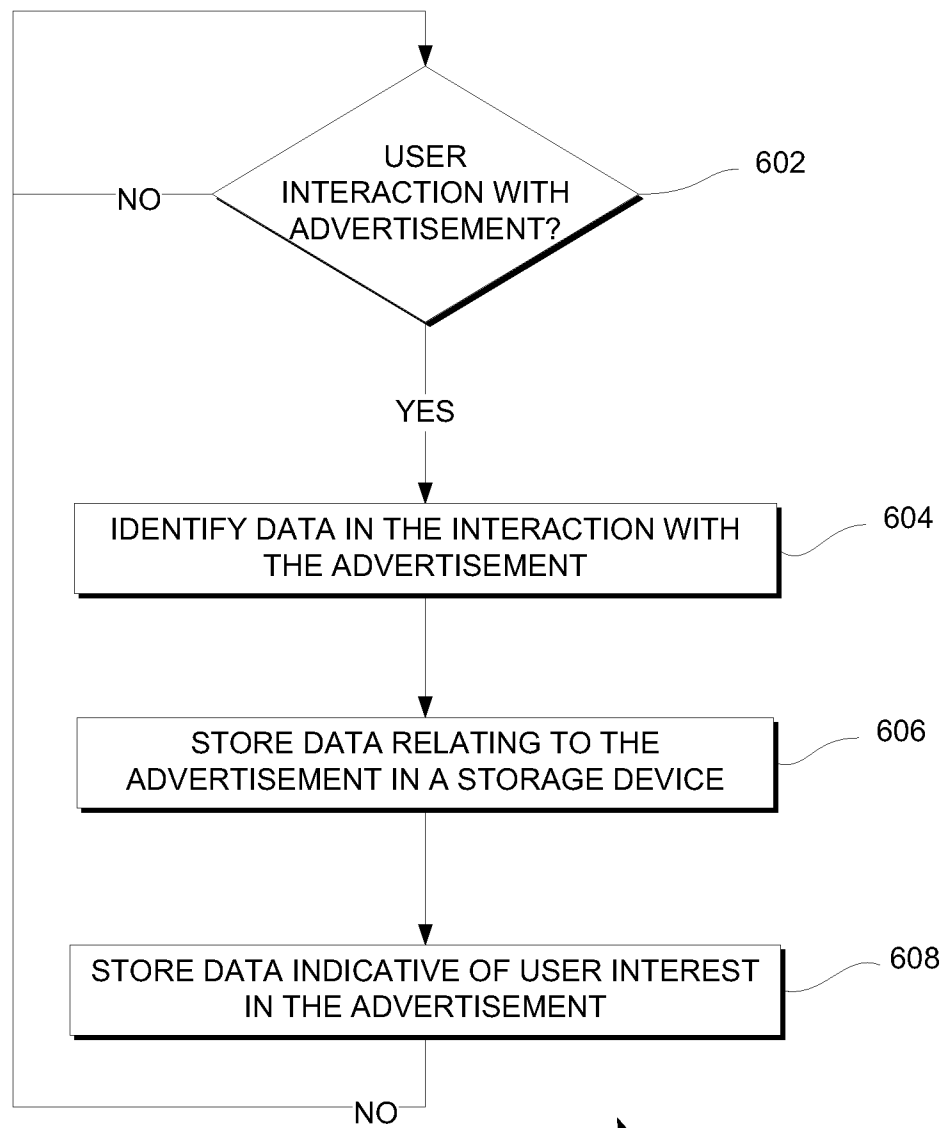 USER
INTERACTION WITH
ADVERTISEMENT?
602
NO
YES
IDENTIFY DATA IN THE INTERACTION WITH
THE ADVERTISEMENT
604
STORE DATA RELATING TO THE
ADVERTISEMENT IN A STORAGE DEVICE
606
STORE DATA INDICATIVE OF USER INTEREST
IN THE ADVERTISEMENT
608
NO